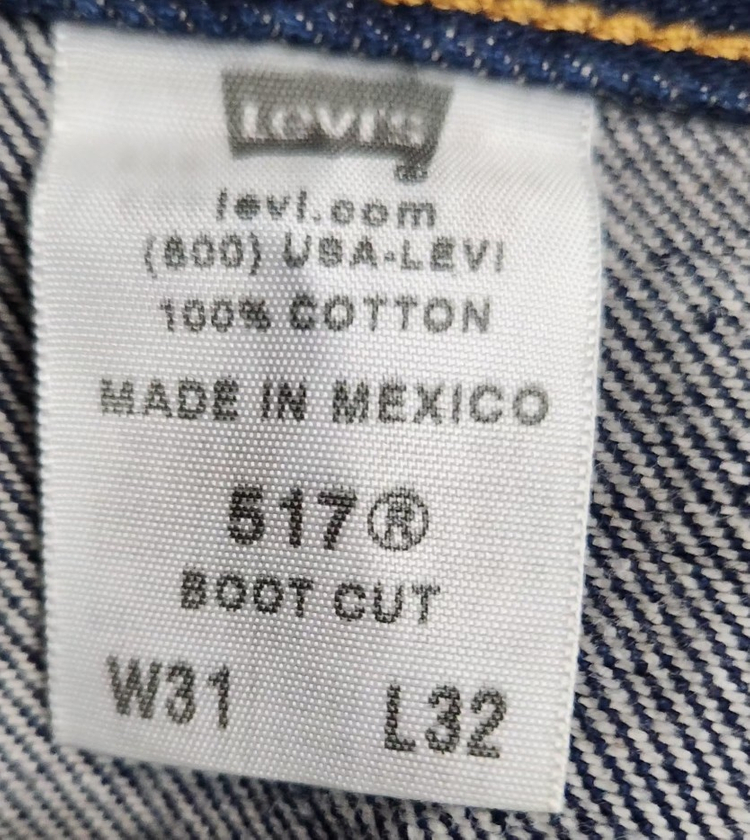 Levi's
®
levi.com
(800) USA-LEVI
100% COTTON
MADE IN MEXICO
517®
BOOT CUT
W31 L32